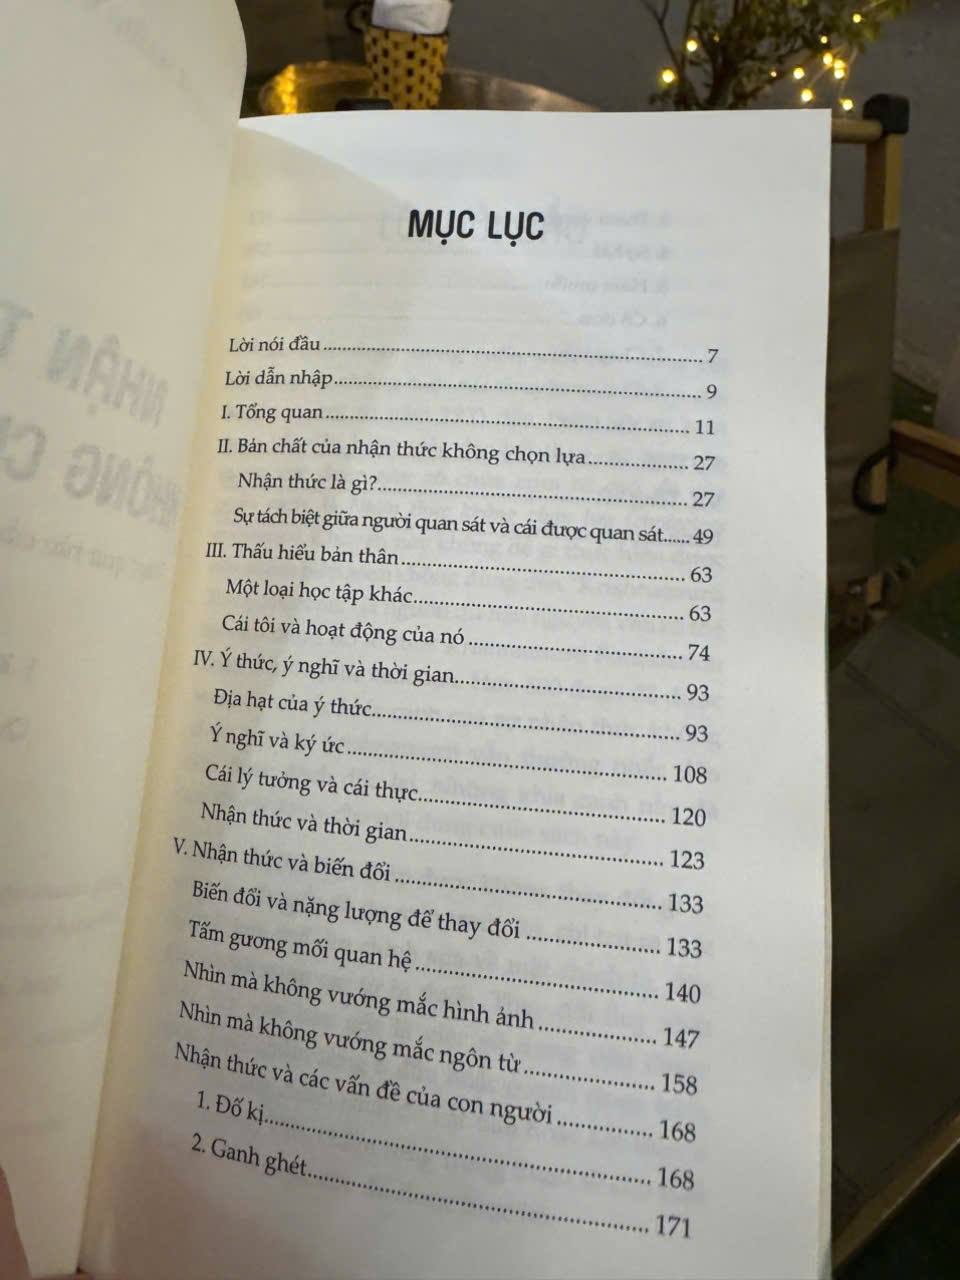 MỤC LỤC
Lời nói đầu........................................................................ 7
Lời dẫn nhập...................................................................... 9
I. Tổng quan...................................................................... 11
II. Bản chất của nhận thức không chọn lựa.................... 27
Nhận thức là gì?............................................................. 27
Sự tách biệt giữa người quan sát và cái được quan sát...... 49
III. Thấu hiểu bản thân..................................................... 63
Một loại học tập khác..................................................... 63
Cái tôi và hoạt động của nó........................................... 74
IV. Ý thức, ý nghĩ và thời gian.......................................... 93
Địa hạt của ý thức.......................................................... 93
Ý nghĩ và ký ức............................................................... 108
Cái lý tưởng và cái thực................................................. 120
Nhận thức và thời gian................................................... 123
V. Nhận thức và biến đổi................................................... 133
Biến đổi và nặng lượng để thay đổi............................ 133
Tấm gương mối quan hệ................................................ 140
Nhìn mà không vướng mắc hình ảnh......................... 147
Nhìn mà không vướng mắc ngôn từ............................ 158
Nhận thức và các vấn đề của con người.................... 168
1. Đố kị............................................................................. 168
2. Ganh ghét..................................................................... 171